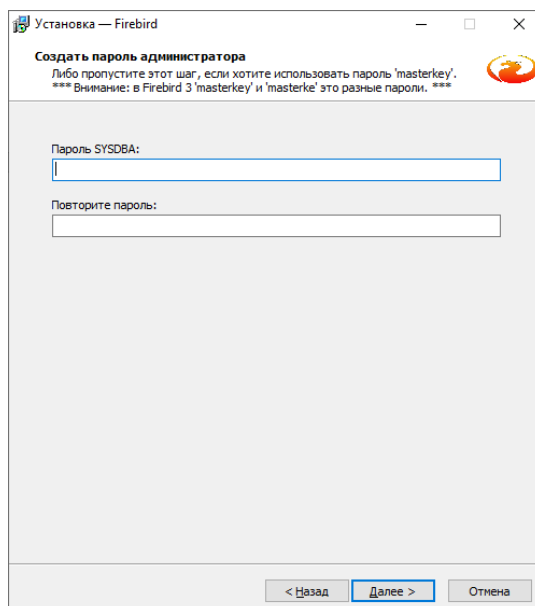 Установка — Firebird
Создать пароль администратора
Либо пропустите этот шаг, если хотите использовать пароль 'masterkey'.
*** Внимание: в Firebird 3 'masterkey' и 'masterke' это разные пароли. ***
Пароль SYSDBA:
Повторите пароль:
< Назад
Далее >
Отмена